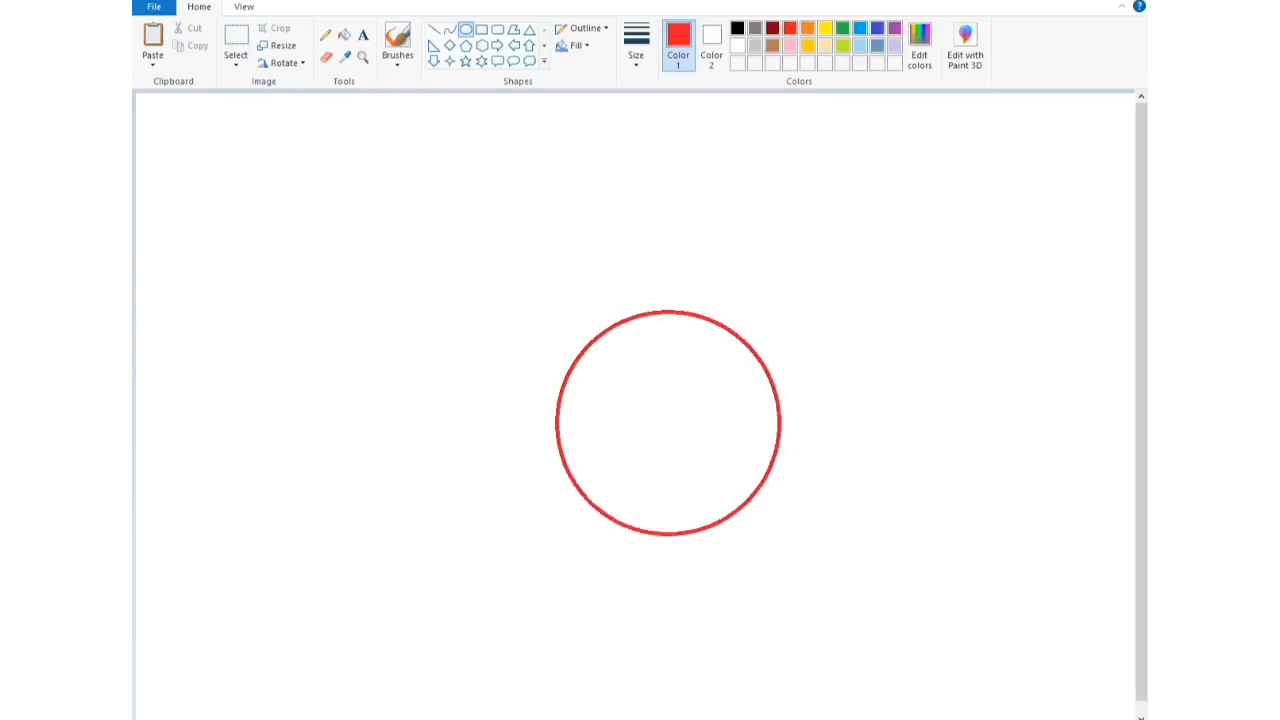 File Home View ?
Paste
Cut
Copy
Clipboard
Select
Crop
Resize
Rotate
Image
A
Tools
Brushes
Outline
Fill
Shapes
Size
Color 1
Color 2
Edit colors
Colors
Edit with Paint 3D